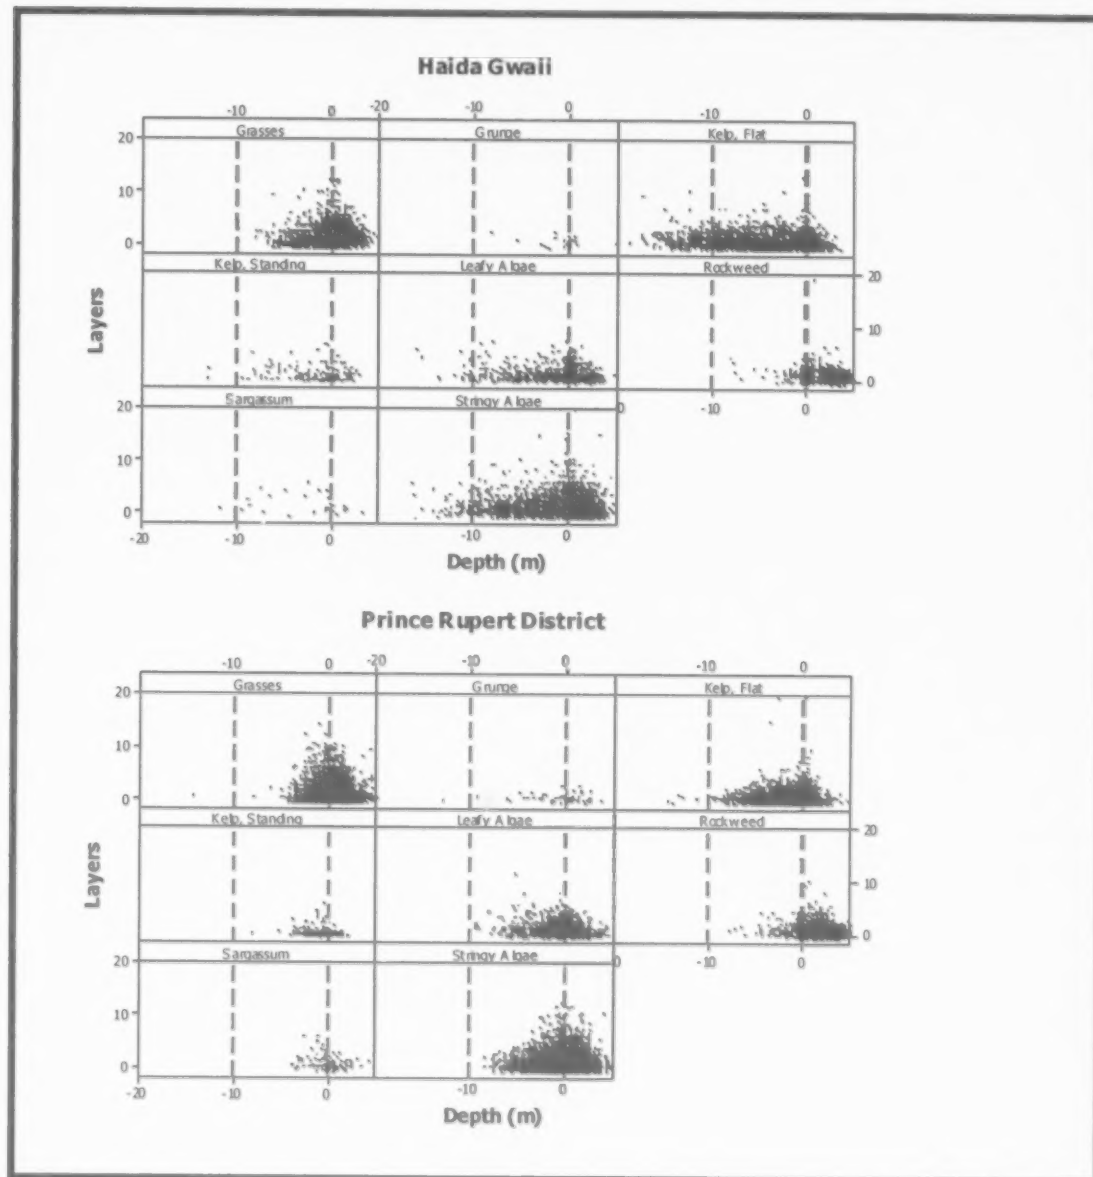 Haida Gwaii
-10 0 -20 -10 0 -10 0
Grasses Grunge Kelp, Flat
20
10
0
Kelp, Standing Leafy Algae Rockweed
20
10
0
Layers
Sargassum Stringy Algae
0 -10 0
20
10
0
-20 -10 0 -10 0
Depth (m)
Prince Rupert District
-10 0 -20 -10 0 -10 0
Grasses Grunge Kelp, Flat
20
10
0
Kelp, Standing Leafy Algae Rockweed
20
10
0
Layers
Sargassum Stringy Algae
0 -10 0
20
10
0
-20 -10 0 -10 0
Depth (m)